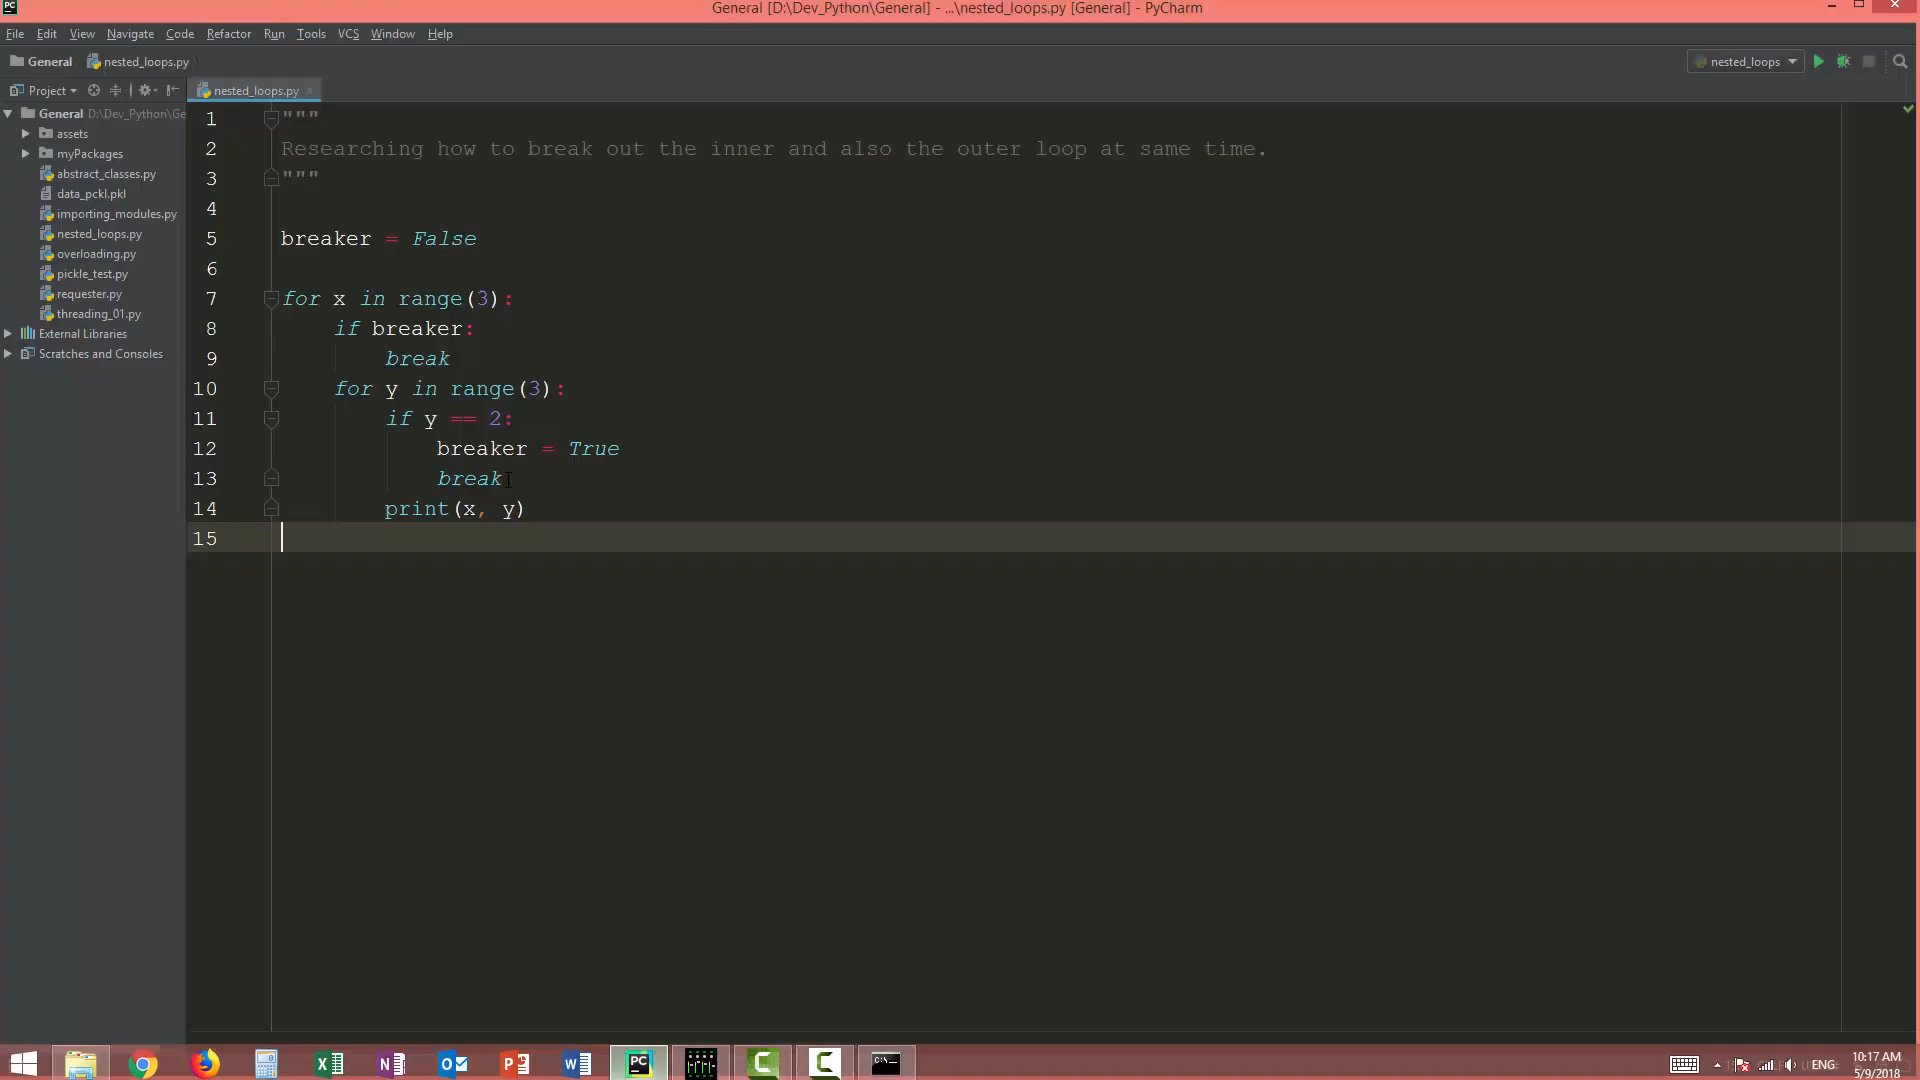 General [D:\Dev_Python\General] - ...\nested_loops.py [General] - PyCharm
File Edit View Navigate Code Refactor Run Tools VCS Window Help
General nested_loops.py nested_loops
Project nested_loops.py
General D:\Dev_Python\Ge
assets
myPackages
abstract_classes.py
data_pckl.pkl
importing_modules.py
nested_loops.py
overloading.py
pickle_test.py
requester.py
threading_01.py
External Libraries
Scratches and Consoles
1 """
2 Researching how to break out the inner and also the outer loop at same time.
3 """
4
5 breaker = False
6
7 for x in range(3):
8     if breaker:
9         break
10     for y in range(3):
11         if y == 2:
12             breaker = True
13             break
14         print(x, y)
15
ENG 10:17 AM
5/9/2018